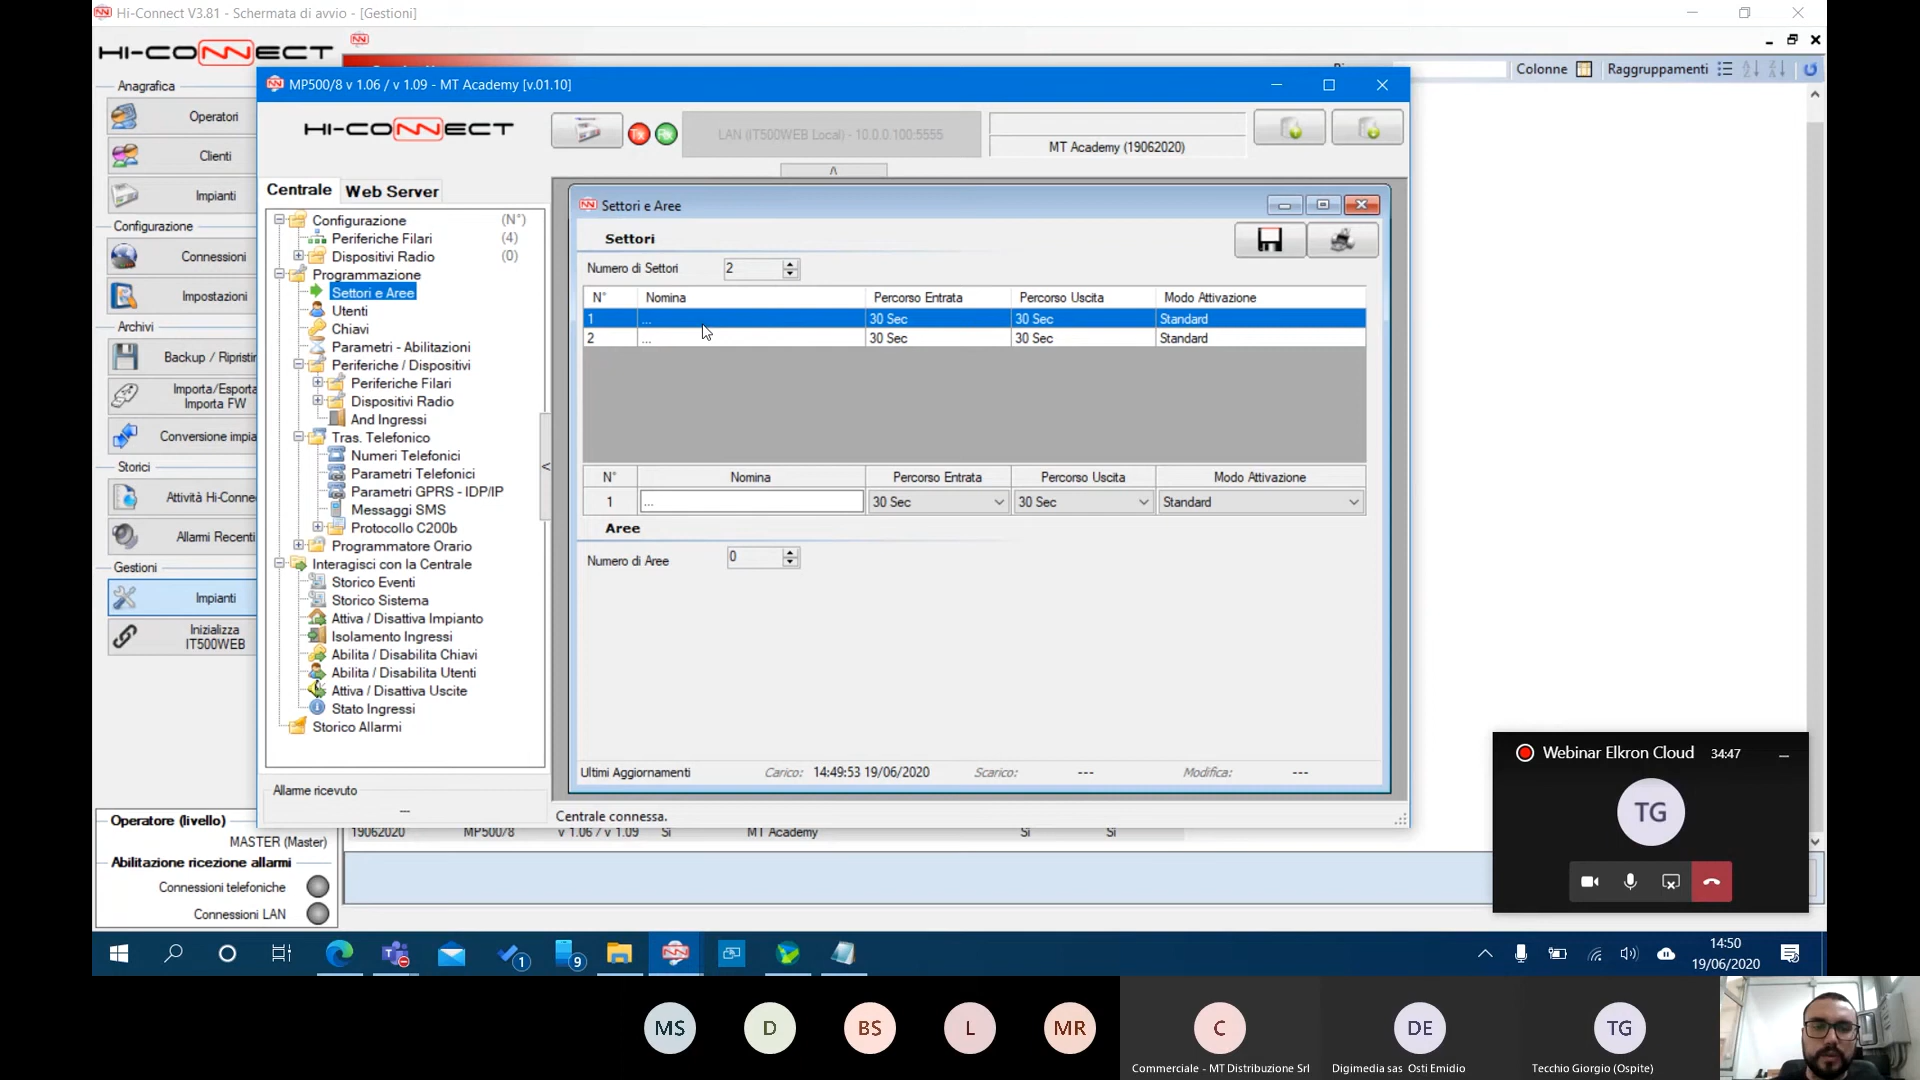 Hi-Connect V3.81 - Schermata di avvio - [Gestioni]
HI-CONNECT
Anagrafica
Operatori
Clienti
Impianti
Configurazione
Connessioni
Impostazioni
Archivi
Backup / Ripristin
Importa/Esporta
Importa FW
Conversione impia
Storici
Attività Hi-Conne
Allarmi Recenti
Gestioni
Impianti
Inizializza
IT500WEB
Operatore (livello)
MASTER (Master)
Abilitazione ricezione allarmi
Connessioni telefoniche
Connessioni LAN
Colonne
Raggruppamenti
MP500/8 v 1.06 / v 1.09 - MT Academy [v.01.10]
HI-CONNECT
Tx
Rx
LAN (IT500WEB Local) - 10.0.0.100:5555
MT Academy (19062020)
Centrale
Web Server
Configurazione (N°)
Periferiche Filari (4)
Dispositivi Radio (0)
Programmazione
Settori e Aree
Utenti
Chiavi
Parametri - Abilitazioni
Periferiche / Dispositivi
Periferiche Filari
Dispositivi Radio
And Ingressi
Tras. Telefonico
Numeri Telefonici
Parametri Telefonici
Parametri GPRS - IDP/IP
Messaggi SMS
Protocollo C200b
Programmatore Orario
Interagisci con la Centrale
Storico Eventi
Storico Sistema
Attiva / Disattiva Impianto
Isolamento Ingressi
Abilita / Disabilita Chiavi
Abilita / Disabilita Utenti
Attiva / Disattiva Uscite
Stato Ingressi
Storico Allarmi
Allarme ricevuto
---
Settori e Aree
Settori
Numero di Settori 2
N° Nomina Percorso Entrata Percorso Uscita Modo Attivazione
1 ... 30 Sec 30 Sec Standard
2 ... 30 Sec 30 Sec Standard
N° Nomina Percorso Entrata Percorso Uscita Modo Attivazione
1 ... 30 Sec 30 Sec Standard
Aree
Numero di Aree 0
Ultimi Aggiornamenti Carico: 14:49:53 19/06/2020 Scarico: --- Modifica: ---
Centrale connessa.
19062020 MP500/8 v 1.06 / v 1.09 Si MT Academy Si Si
Webinar Elkron Cloud 34:47
TG
1
9
14:50
19/06/2020
MS
D
BS
L
MR
C
DE
TG
Commerciale - MT Distribuzione Srl
Digimedia sas Osti Emidio
Tecchio Giorgio (Ospite)